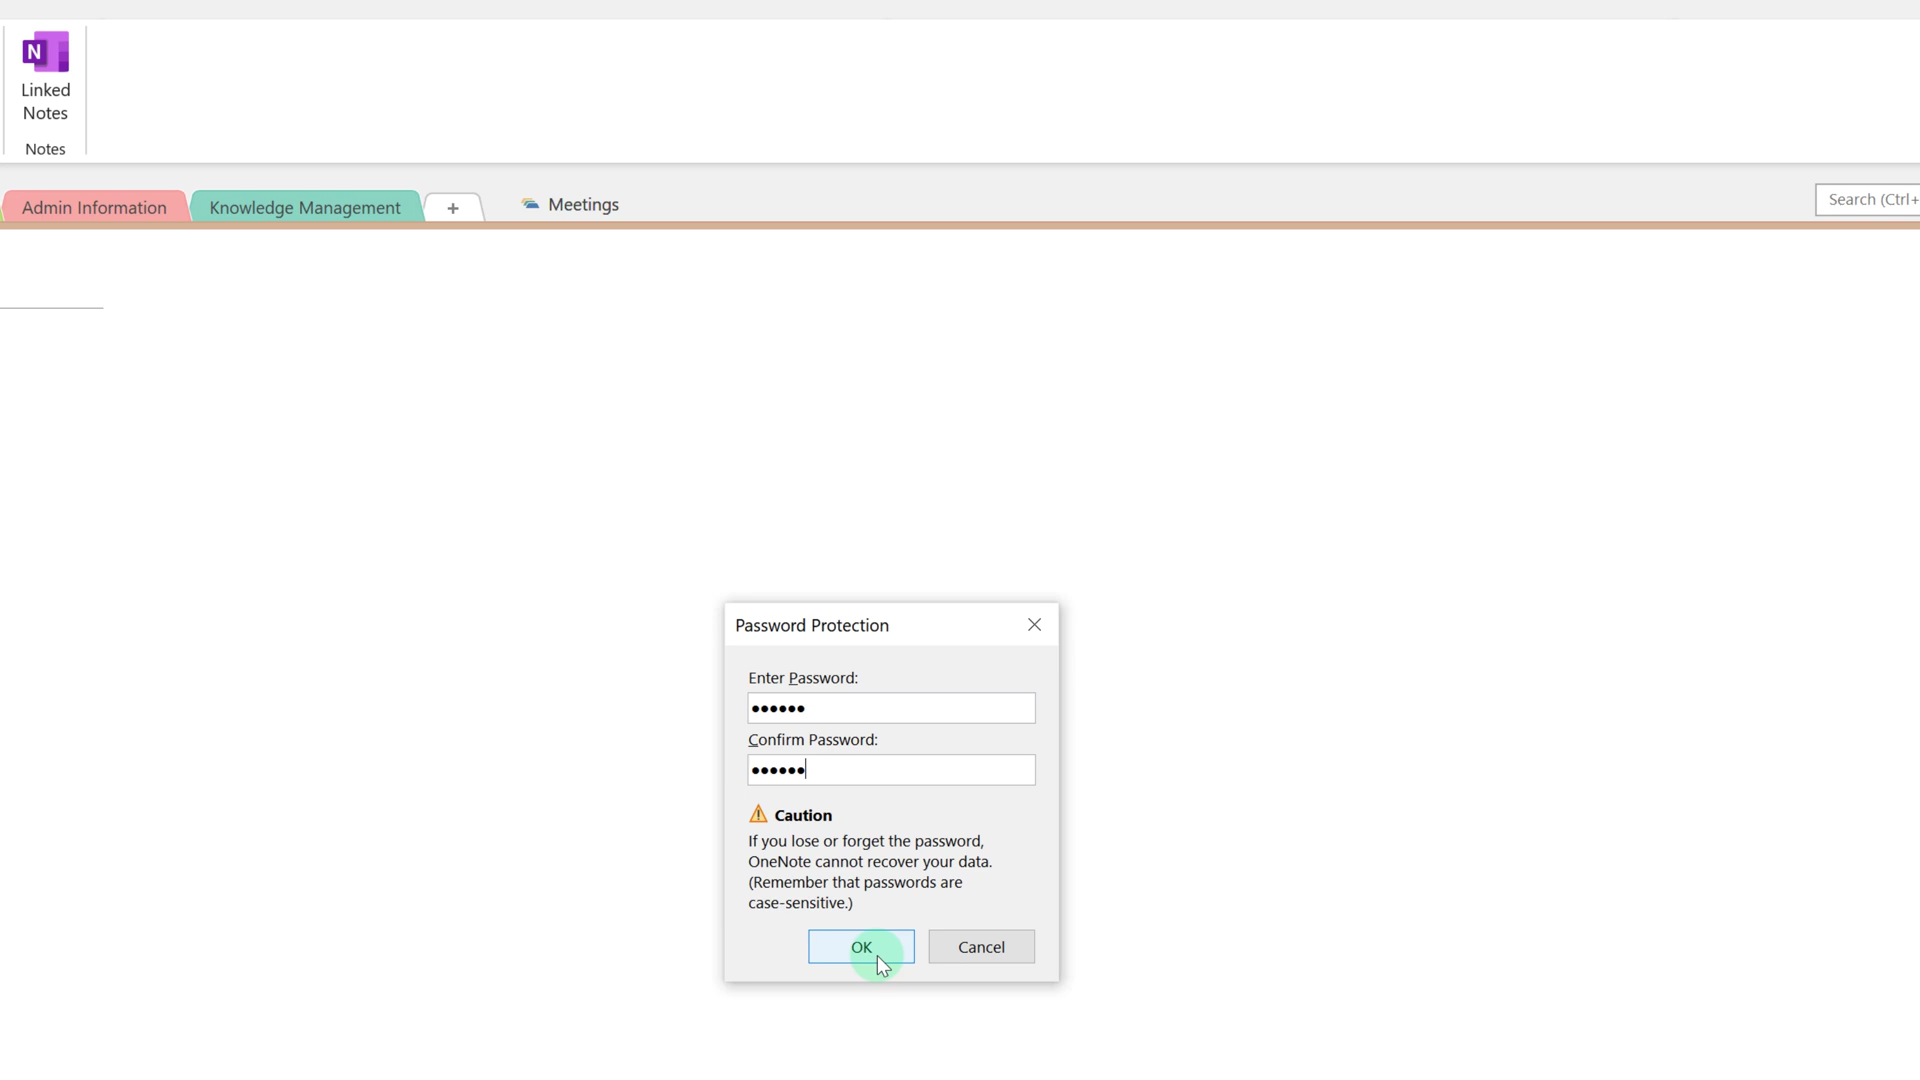 N
Linked
Notes
Notes
Admin Information
Knowledge Management
+
Meetings
Search (Ctrl+
Password Protection
Enter Password:
••••••
Confirm Password:
••••••
Caution
If you lose or forget the password,
OneNote cannot recover your data.
(Remember that passwords are
case-sensitive.)
OK
Cancel